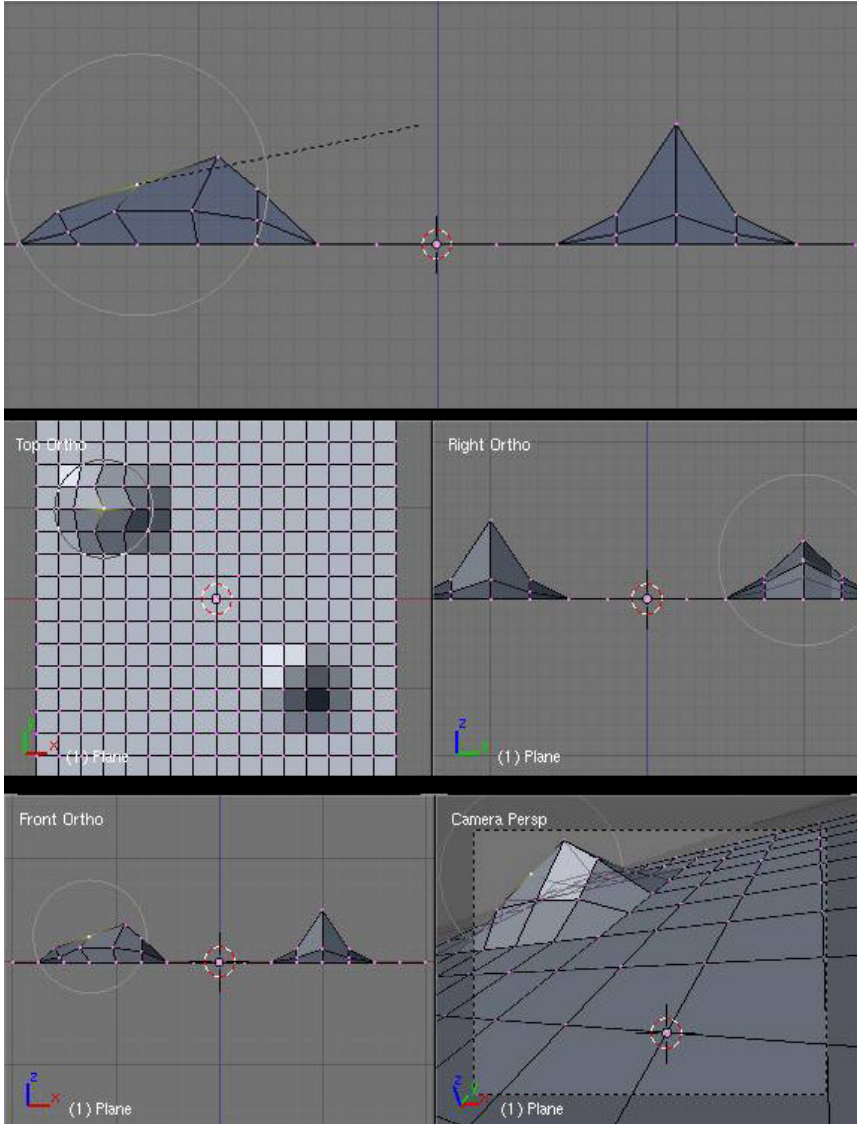 Top Ortho
Right Ortho
x
(1) Plane
z
(1) Plane
Front Ortho
Camera Persp
z
x
(1) Plane
z
x
(1) Plane